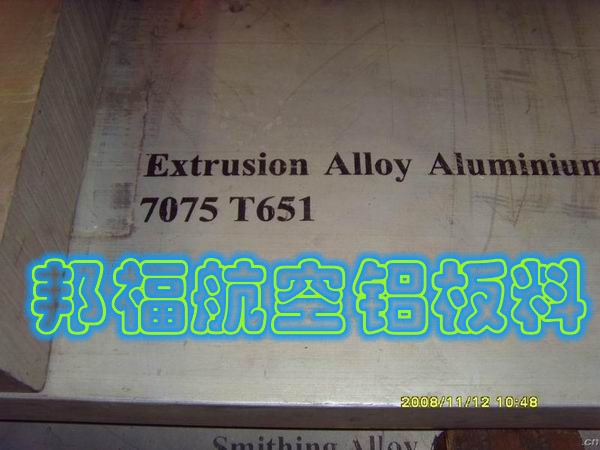 Extrusion Alloy Aluminium
7075 T651
邦福航空铝板料
2008/11/12 10:48
.cn
Smithing Alloy